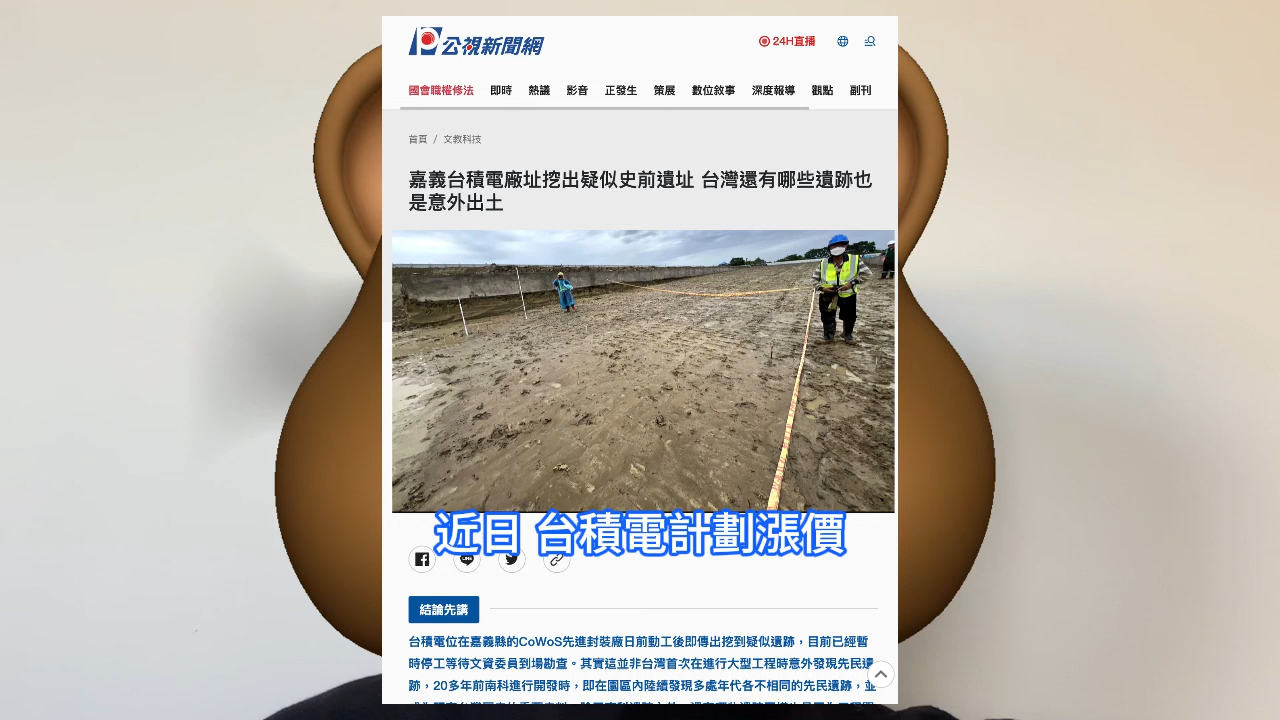 公視新聞網
24H直播
國會職權修法 即時 熱議 影音 正發生 策展 數位敘事 深度報導 觀點 副刊
首頁 / 文教科技
嘉義台積電廠址挖出疑似史前遺址 台灣還有哪些遺跡也
是意外出土
近日 台積電計劃漲價
LINE
結論先講
台積電位在嘉義縣的CoWoS先進封裝廠日前動工後即傳出挖到疑似遺跡，目前已經暫
時停工等待文資委員到場勘查。其實這並非台灣首次在進行大型工程時意外發現先民遺
跡，20多年前南科進行開發時，即在園區內陸續發現多處年代各不相同的先民遺跡，並